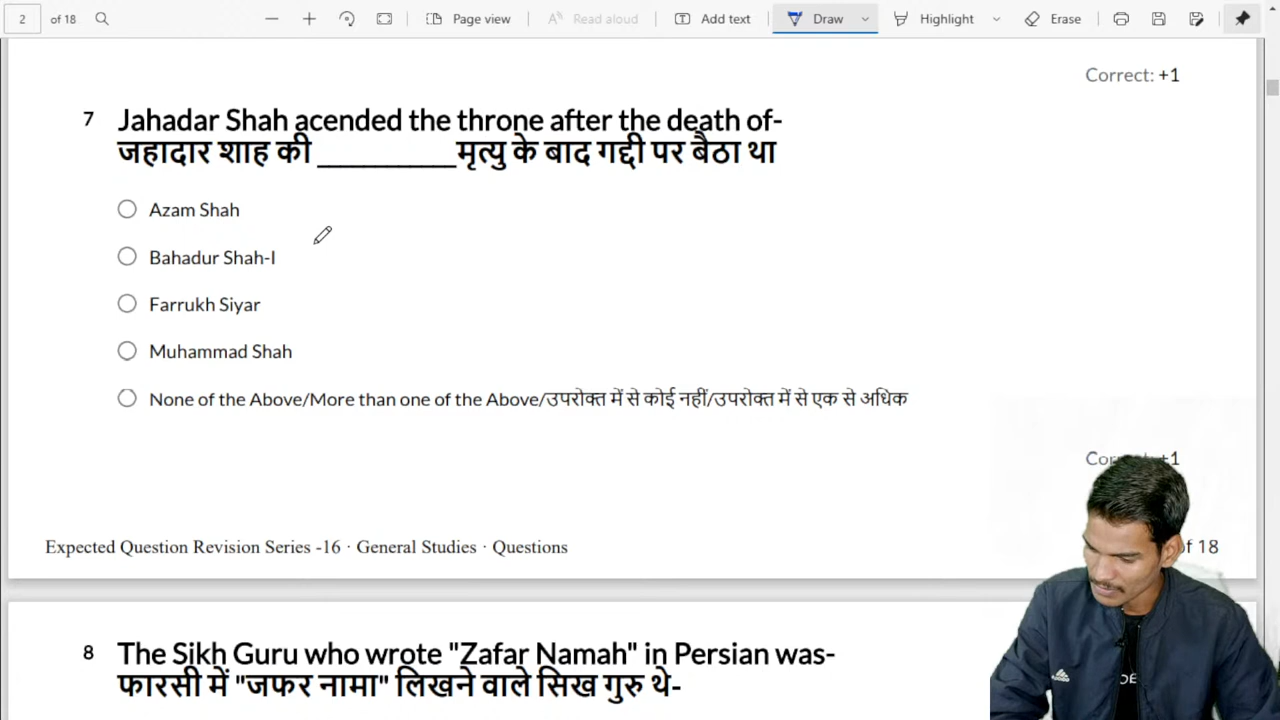 2 of 18 Page view Read aloud Add text Draw Highlight Erase
Correct: +1
7 Jahadar Shah acended the throne after the death of-
जहादार शाह की ____________मृत्यु के बाद गद्दी पर बैठा था
Azam Shah
Bahadur Shah-I
Farrukh Siyar
Muhammad Shah
None of the Above/More than one of the Above/उपरोक्त में से कोई नहीं/उपरोक्त में से एक से अधिक
+1
Expected Question Revision Series -16 · General Studies · Questions of 18
8 The Sikh Guru who wrote "Zafar Namah" in Persian was-
फारसी में "जफर नामा" लिखने वाले सिख गुरु थे-